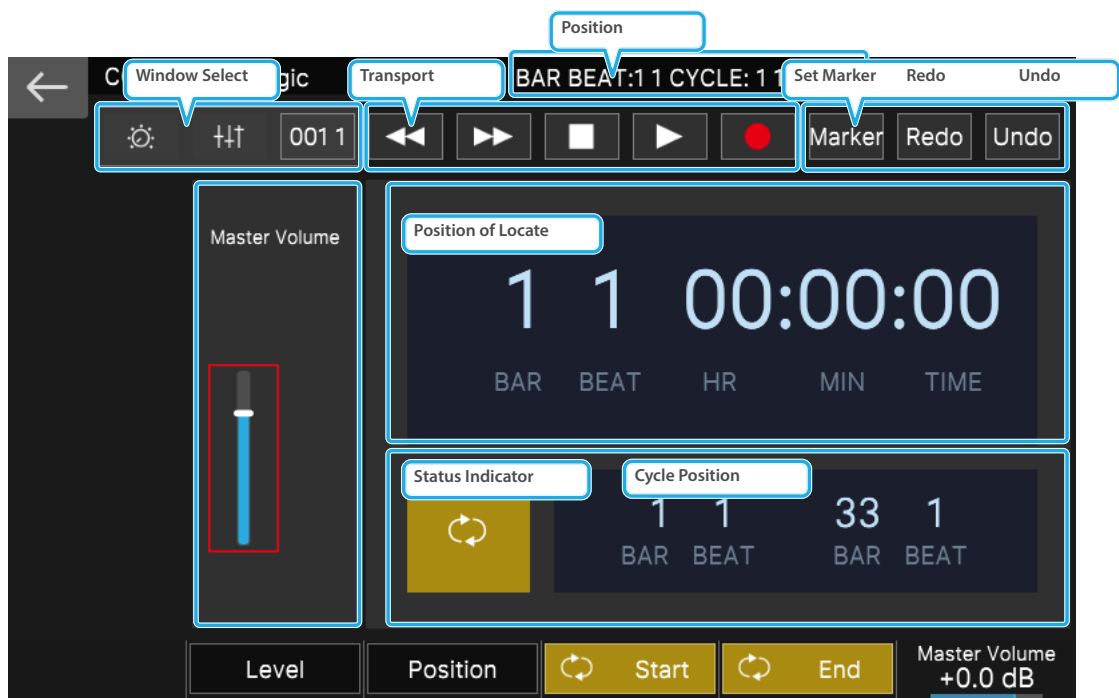 Position
Window Select
gic
Transport
BAR BEAT:1 1 CYCLE: 1 1
Set Marker Redo Undo
001 1
Marker
Redo
Undo
Master Volume
Position of Locate
1 1 00:00:00
BAR BEAT HR MIN TIME
Status Indicator
Cycle Position
1 1 33 1
BAR BEAT BAR BEAT
Level
Position
Start
End
Master Volume
+0.0 dB